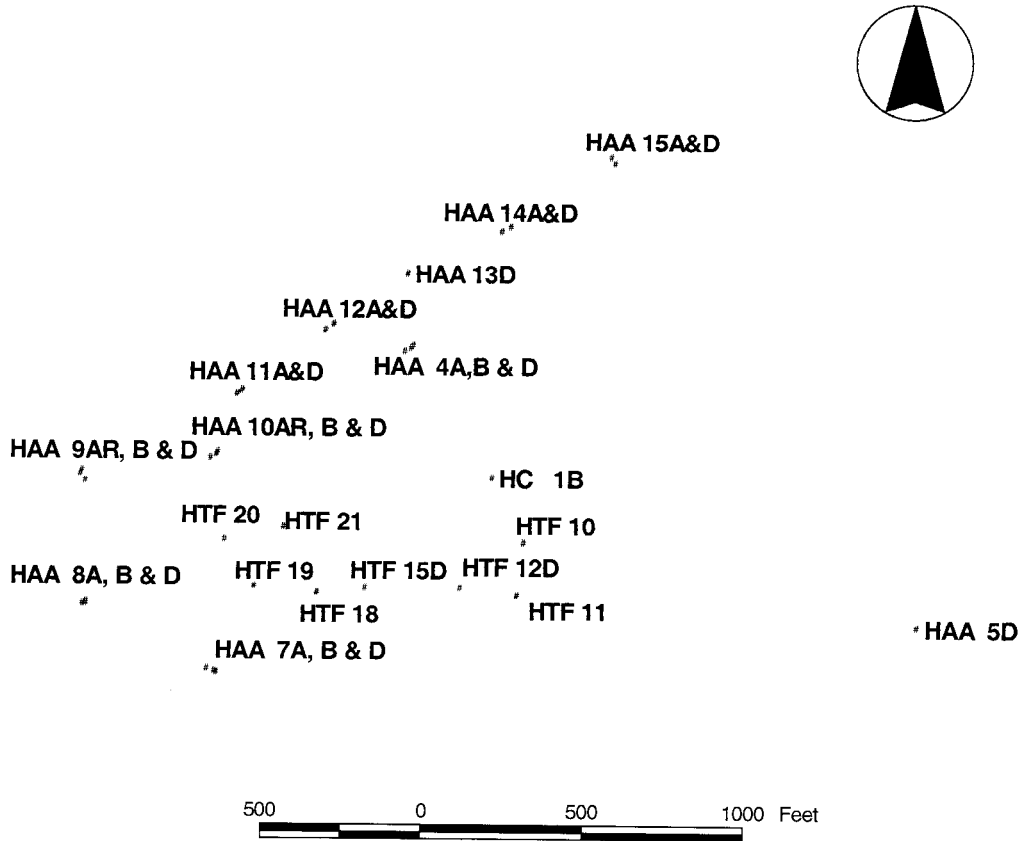 HAA 15A&D
HAA 14A&D
HAA 13D
HAA 12A&D
HAA 4A,B & D
HAA 11A&D
HAA 10AR, B & D
HAA 9AR, B & D
HC 1B
HTF 20
HTF 21
HTF 10
HAA 8A, B & D
HTF 19
HTF 15D
HTF 12D
HTF 18
HTF 11
HAA 5D
HAA 7A, B & D
500 0 500 1000 Feet